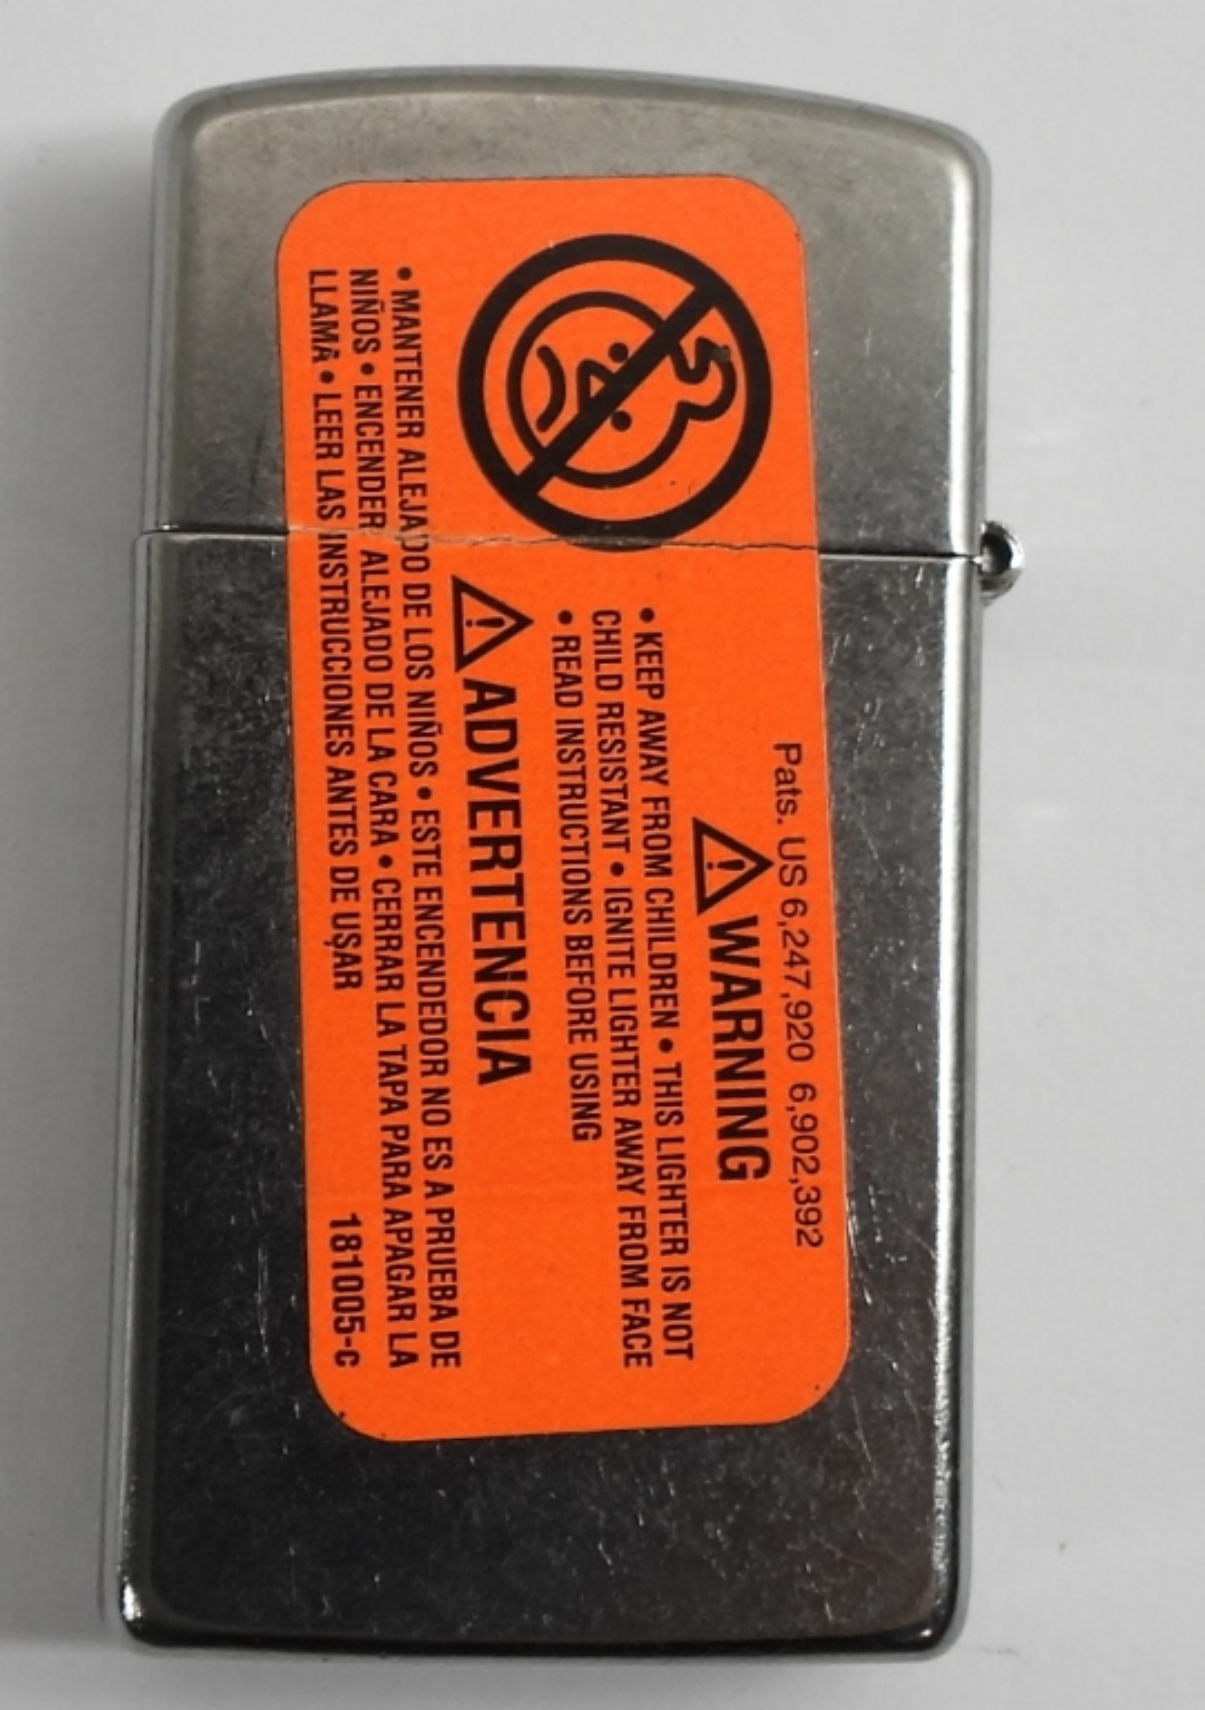 Pats. US 6,247,920 6,902,392
WARNING
• KEEP AWAY FROM CHILDREN • THIS LIGHTER IS NOT
CHILD RESISTANT • IGNITE LIGHTER AWAY FROM FACE
• READ INSTRUCTIONS BEFORE USING
ADVERTENCIA
• MANTENER ALEJADO DE LOS NIÑOS • ESTE ENCENDEDOR NO ES A PRUEBA DE
NIÑOS • ENCENDER ALEJADO DE LA CARA • CERRAR LA TAPA PARA APAGAR LA
LLAMA • LEER LAS INSTRUCCIONES ANTES DE USAR
181005-c